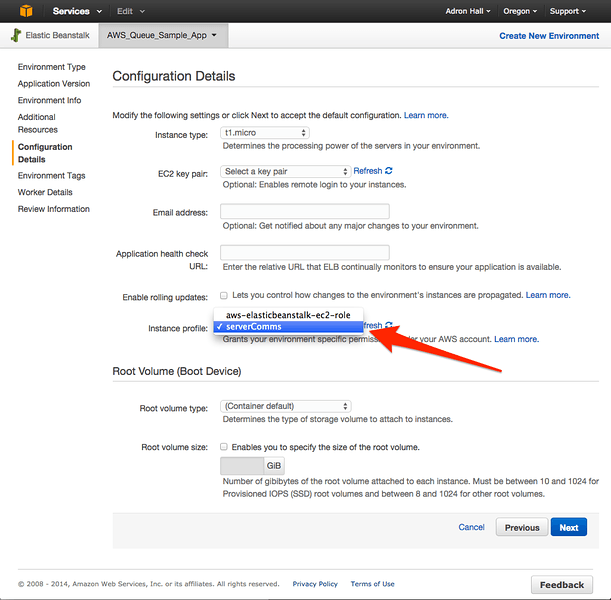 Services Edit Adron Hall Oregon Support
Elastic Beanstalk AWS_Queue_Sample_App Create New Environment
Environment Type
Application Version
Environment Info
Additional
Resources
Configuration
Details
Environment Tags
Worker Details
Review Information
Configuration Details
Modify the following settings or click Next to accept the default configuration. Learn more.
Instance type: t1.micro
Determines the processing power of the servers in your environment.
EC2 key pair: Select a key pair Refresh
Optional: Enables remote login to your instances.
Email address:
Optional: Get notified about any major changes to your environment.
Application health check
URL:
Enter the relative URL that ELB continually monitors to ensure your application is available.
Enable rolling updates: Lets you control how changes to the environment's instances are propagated. Learn more.
aws-elasticbeanstalk-ec2-role
Instance profile: ✓ serverComms fresh
Grants your environment specific permiss der your AWS account. Learn more.
Root Volume (Boot Device)
Root volume type: (Container default)
Determines the type of storage volume to attach to instances.
Root volume size: Enables you to specify the size of the root volume.
GiB
Number of gibibytes of the root volume attached to each instance. Must be between 10 and 1024 for
Provisioned IOPS (SSD) root volumes and between 8 and 1024 for other root volumes.
Cancel Previous Next
© 2008 - 2014, Amazon Web Services, Inc. or its affiliates. All rights reserved. Privacy Policy Terms of Use Feedback